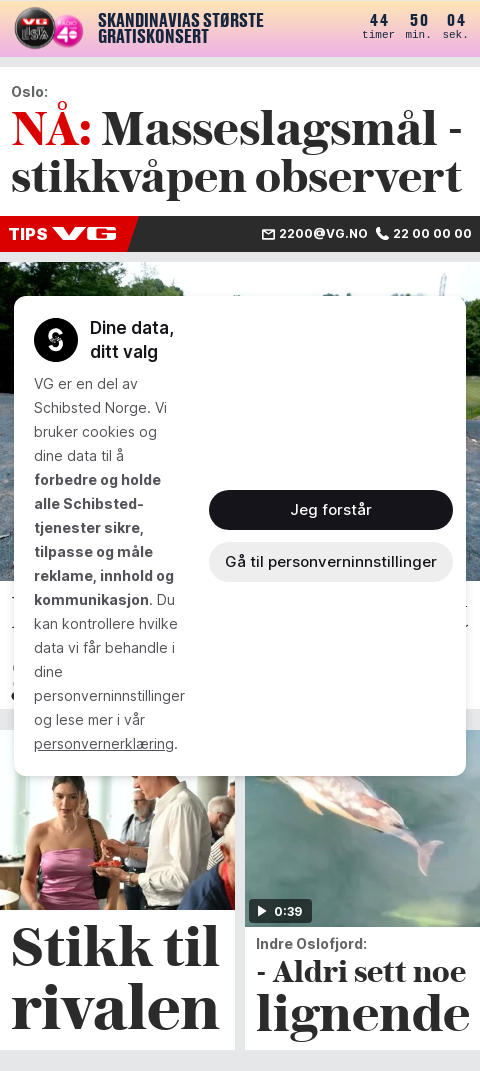 SKANDINAVIAS STØRSTE
GRATISKONSERT
44 50 04
timer min. sek.
Oslo:
NÅ: Masseslagsmål -
stikkvåpen observert
TIPS VG
2200@VG.NO 22 00 00 00
Dine data,
ditt valg
VG er en del av
Schibsted Norge. Vi
bruker cookies og
dine data til å
forbedre og holde
alle Schibsted-
tjenester sikre,
tilpasse og måle
reklame, innhold og
kommunikasjon. Du
kan kontrollere hvilke
data vi får behandle i
dine
personverninnstillinger
og lese mer i vår
personvernerklæring.
Jeg forstår
Gå til personverninnstillinger
0:39
Stikk til
rivalen
Indre Oslofjord:
- Aldri sett noe
lignende